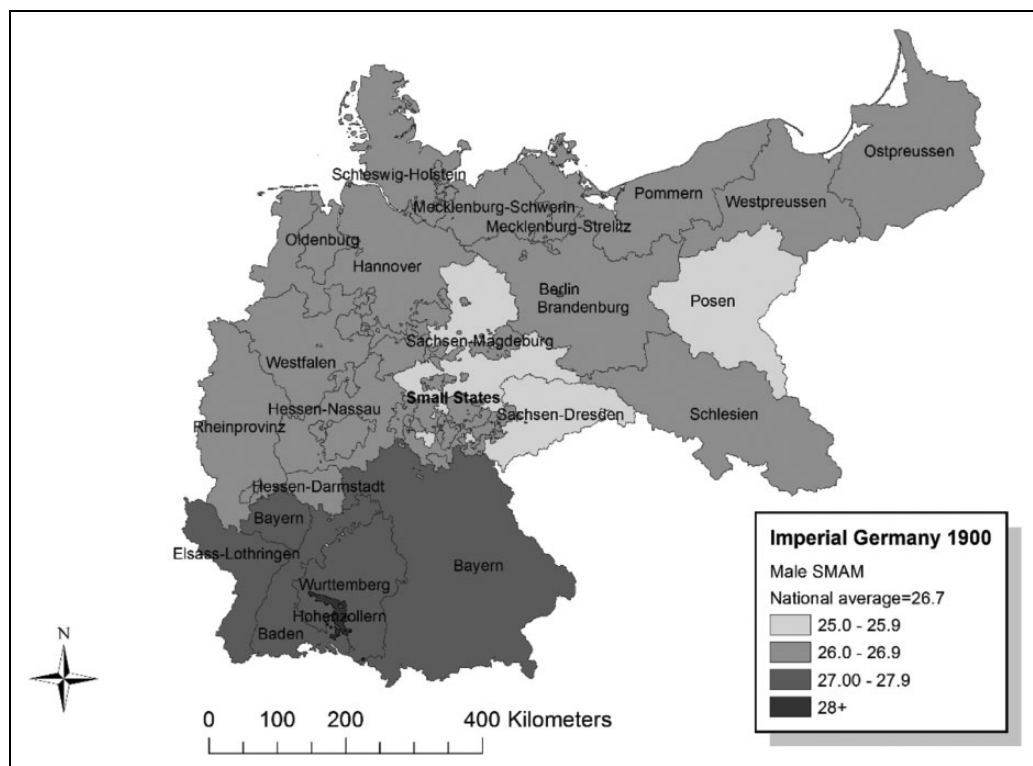 Ostpreussen
Schleswig-Holstein
Pommern
Westpreussen
Mecklenburg-Schwerin
Mecklenburg-Strelitz
Oldenburg
Hannover
Berlin
Brandenburg
Posen
Sachsen-Magdeburg
Westfalen
Small States
Hessen-Nassau
Sachsen-Dresden
Schlesien
Rheinprovinz
Hessen-Darmstadt
Bayern
Elsass-Lothringen
Bayern
Wurttemberg
Hohenzollern
Baden
Imperial Germany 1900
Male SMAM
National average=26.7
25.0 - 25.9
26.0 - 26.9
27.00 - 27.9
28+
N
0 100 200 400 Kilometers